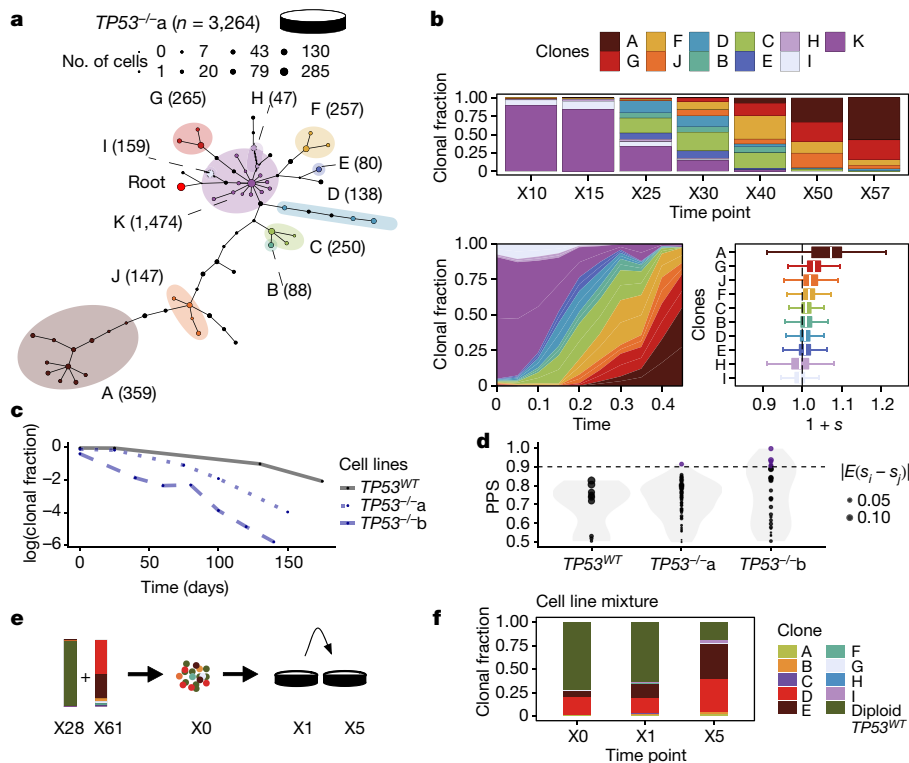 a
TP53–/–a (n = 3,264)
No. of cells
0 7 43 130
1 20 79 285
G (265)
H (47)
F (257)
I (159)
E (80)
Root
D (138)
K (1,474)
C (250)
J (147)
B (88)
A (359)
b
Clones
A F D C H K
G J B E I
Clonal fraction
1.00
0.75
0.50
0.25
0
X10 X15 X25 X30 X40 X50 X57
Time point
Clonal fraction
1.00
0.75
0.50
0.25
0
0 0.1 0.2 0.3 0.4
Time
Clones
A
G
J
F
C
B
D
E
H
I
0.9 1.0 1.1 1.2
1 + s
c
log(clonal fraction)
0
–2
–4
–6
0 50 100 150
Time (days)
Cell lines
TP53WT
TP53–/–a
TP53–/–b
d
PPS
1.0
0.9
0.8
0.7
0.6
0.5
TP53WT TP53–/–a TP53–/–b
|E(si – sj)|
0.05
0.10
e
+
X28 X61 X0 X1 X5
f
Cell line mixture
Clonal fraction
1.00
0.75
0.50
0.25
0
X0 X1 X5
Time point
Clone
A F
B G
C H
D I
E Diploid
TP53WT